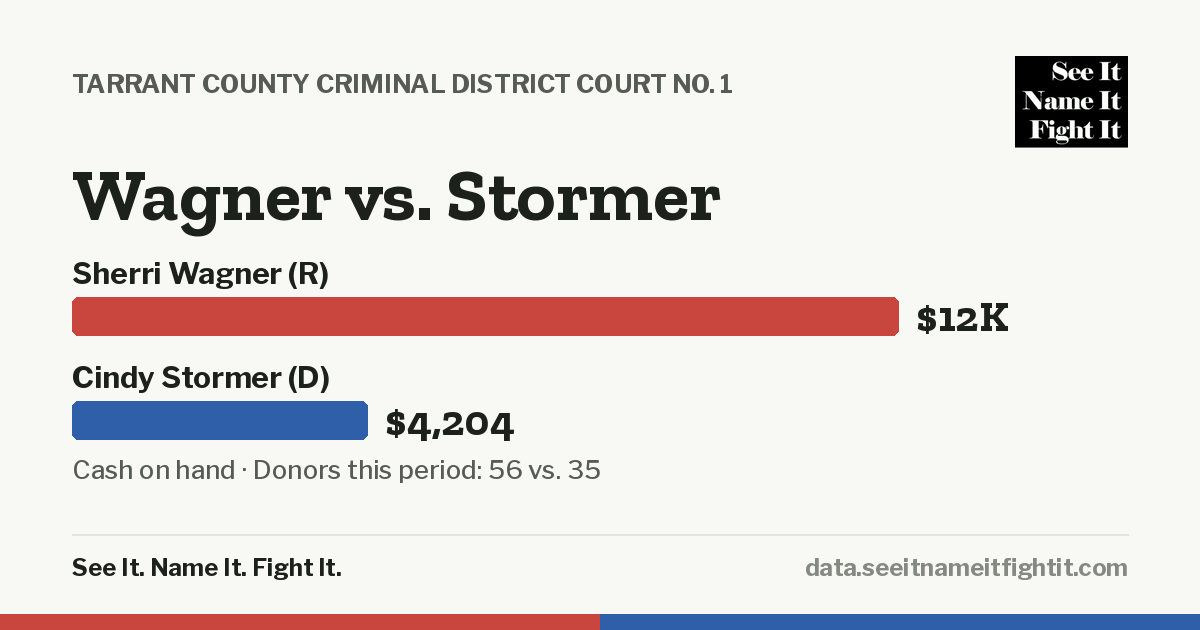 TARRANT COUNTY CRIMINAL DISTRICT COURT NO. 1
See It
Name It
Fight It
Wagner vs. Stormer
Sherri Wagner (R)
$12K
Cindy Stormer (D)
$4,204
Cash on hand · Donors this period: 56 vs. 35
See It. Name It. Fight It.
data.seeitnameitfightit.com